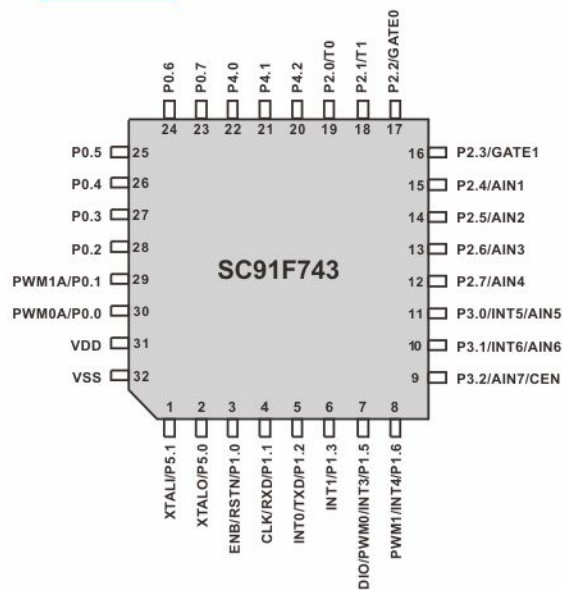 P0.6
P0.7
P4.0
P4.1
P4.2
P2.0/T0
P2.1/T1
P2.2/GATE0
24
23
22
21
20
19
18
17
P0.5 25
16 P2.3/GATE1
P0.4 26
15 P2.4/AIN1
P0.3 27
14 P2.5/AIN2
P0.2 28
13 P2.6/AIN3
SC91F743
PWM1A/P0.1 29
12 P2.7/AIN4
PWM0A/P0.0 30
11 P3.0/INT5/AIN5
VDD 31
10 P3.1/INT6/AIN6
VSS 32
9 P3.2/AIN7/CEN
1
2
3
4
5
6
7
8
XTALI/P5.1
XTALO/P5.0
ENB/RSTN/P1.0
CLK/RXD/P1.1
INT0/TXD/P1.2
INT1/P1.3
DIO/PWM0/INT3/P1.5
PWM1/INT4/P1.6